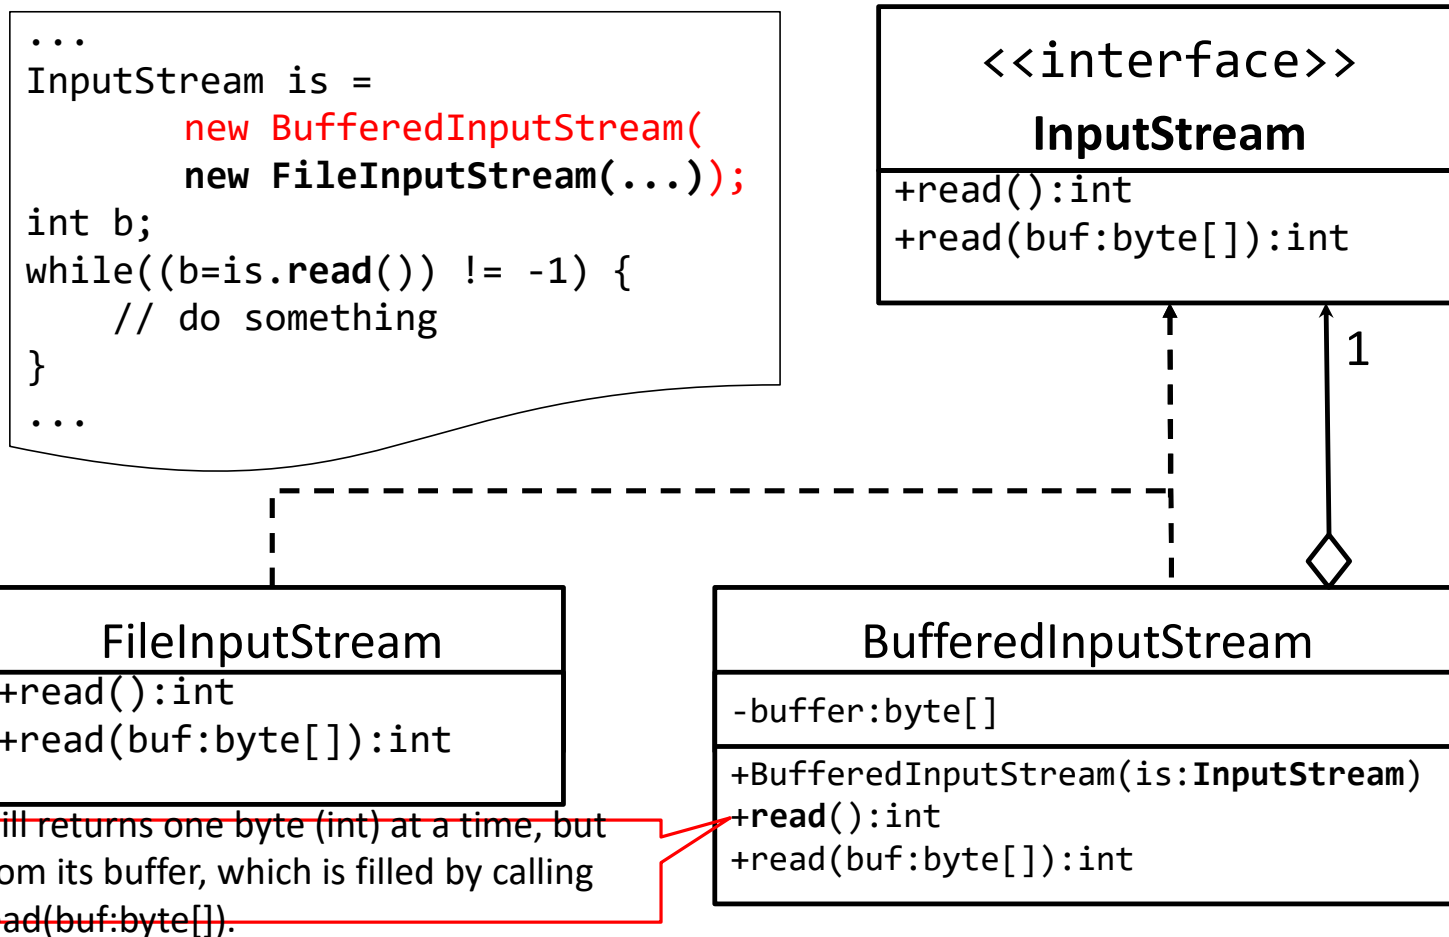 ...
InputStream is =
new BufferedInputStream(
new FileInputStream(...));
int b;
while((b=is.read()) != -1) {
// do something
}
...
<<interface>>
InputStream
+read():int
+read(buf:byte[]):int
1
FileInputStream
+read():int
+read(buf:byte[]):int
BufferedInputStream
-buffer:byte[]
+BufferedInputStream(is:InputStream)
+read():int
+read(buf:byte[]):int
returns one byte (int) at a time, but
its buffer, which is filled by calling
(buf:byte[]).